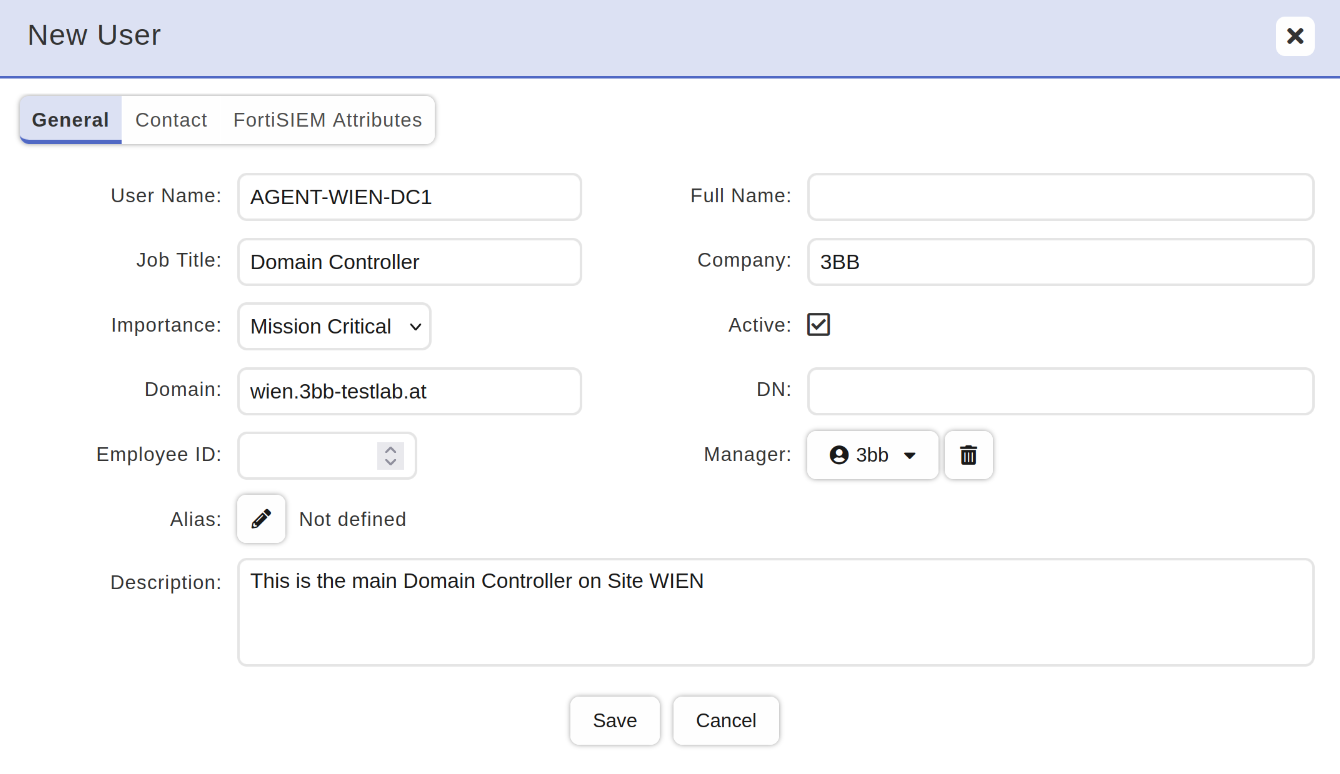 New User
General Contact FortiSIEM Attributes
User Name: AGENT-WIEN-DC1 Full Name:
Job Title: Domain Controller Company: 3BB
Importance: Mission Critical Active:
Domain: wien.3bb-testlab.at DN:
Employee ID: Manager: 3bb
Alias: Not defined
Description: This is the main Domain Controller on Site WIEN
Save Cancel